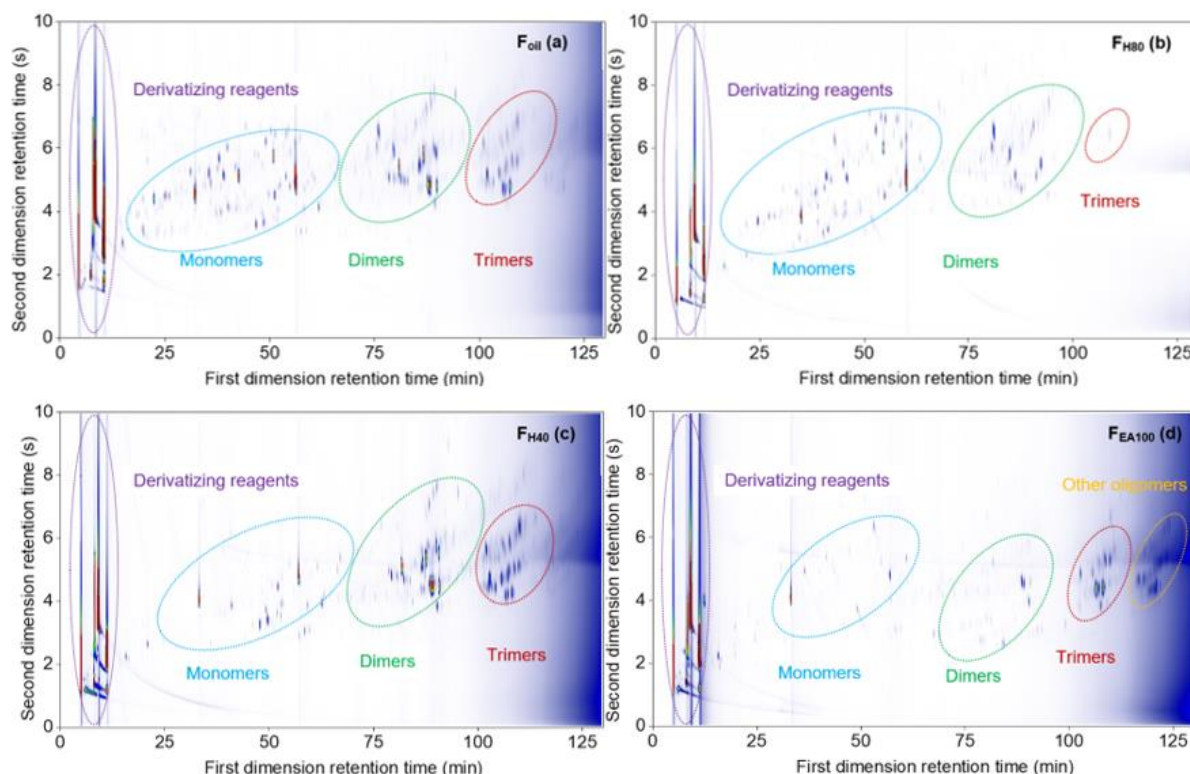 10
8
6
4
2
0
Second dimension retention time (s)
F_oil (a)
Derivatizing reagents
Monomers
Dimers
Trimers
0
25
50
75
100
125
First dimension retention time (min)
10
8
6
4
2
0
Second dimension retention time (s)
F_H80 (b)
Derivatizing reagents
Monomers
Dimers
Trimers
0
25
50
75
100
125
First dimension retention time (min)
10
8
6
4
2
0
Second dimension retention time (s)
F_H40 (c)
Derivatizing reagents
Monomers
Dimers
Trimers
0
25
50
75
100
125
First dimension retention time (min)
10
8
6
4
2
0
Second dimension retention time (s)
F_EA100 (d)
Derivatizing reagents
Other oligomers
Monomers
Dimers
Trimers
0
25
50
75
100
125
First dimension retention time (min)